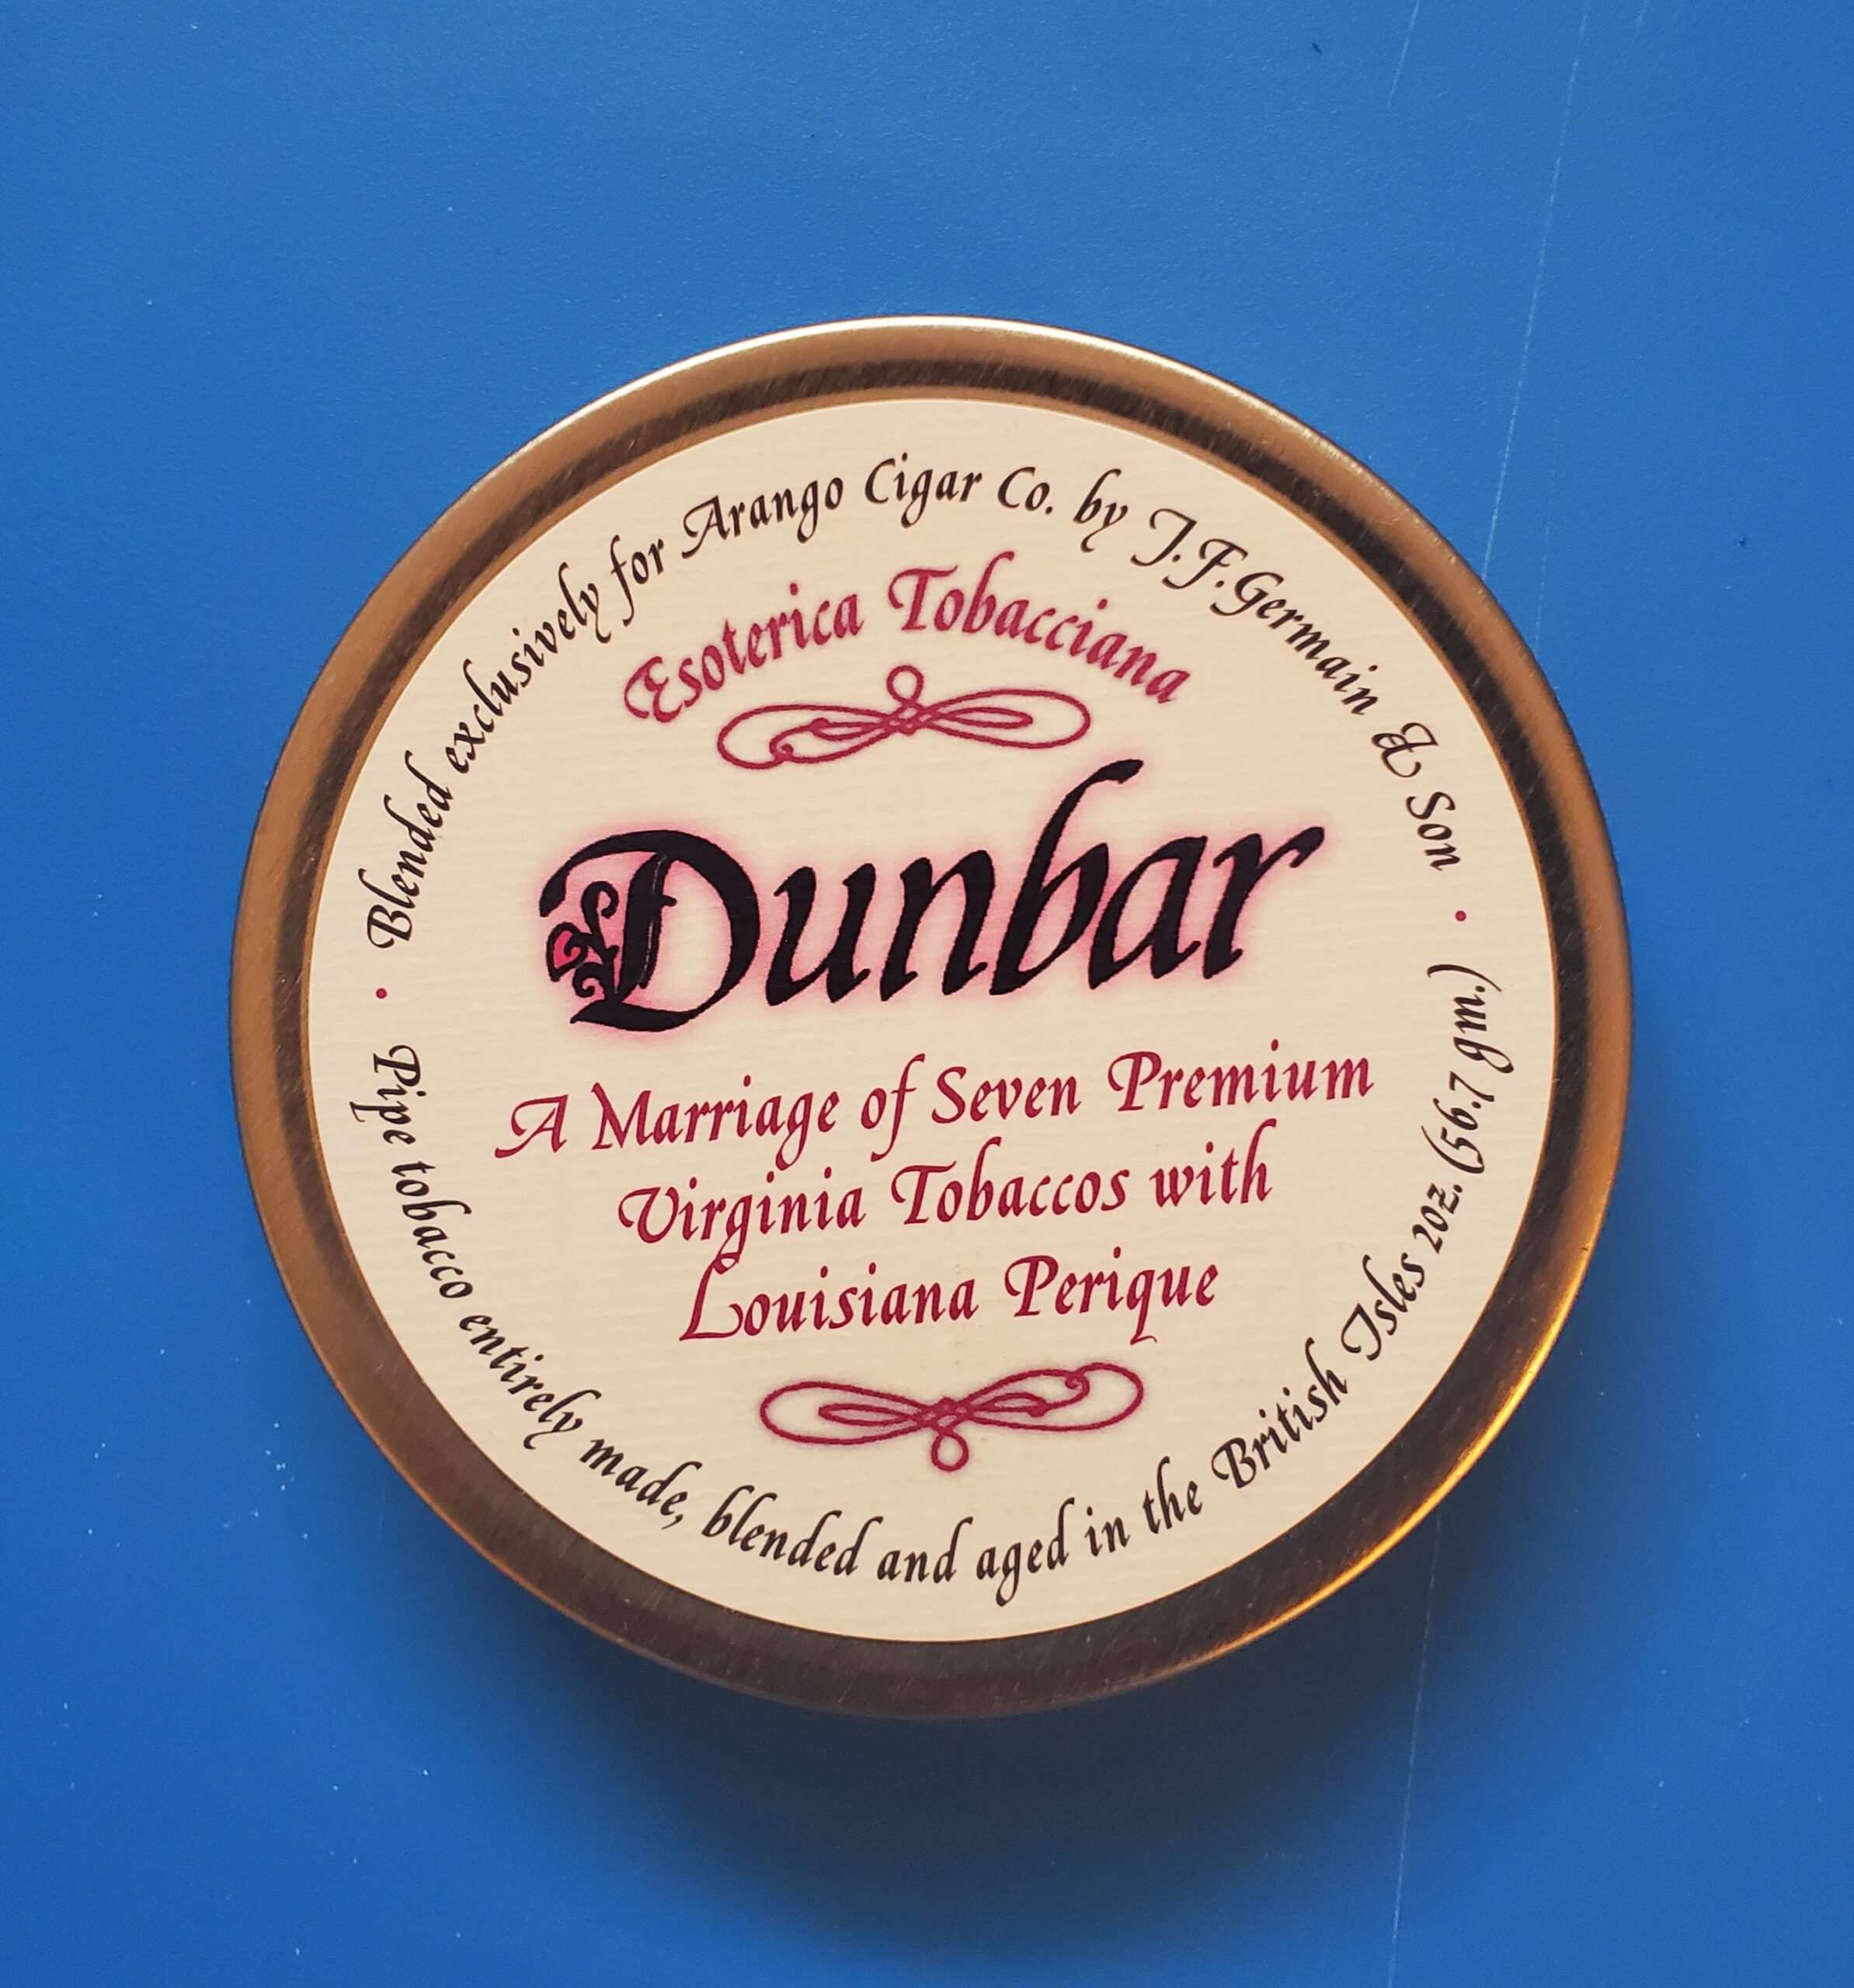 Blended exclusively for Arango Cigar Co. by J.F.Germain & Son
Esoterica Tobacciana
Dunbar
A Marriage of Seven Premium
Virginia Tobaccos with
Louisiana Perique
Pipe tobacco entirely made, blended and aged in the British Isles 2oz. (56.7 gm.)